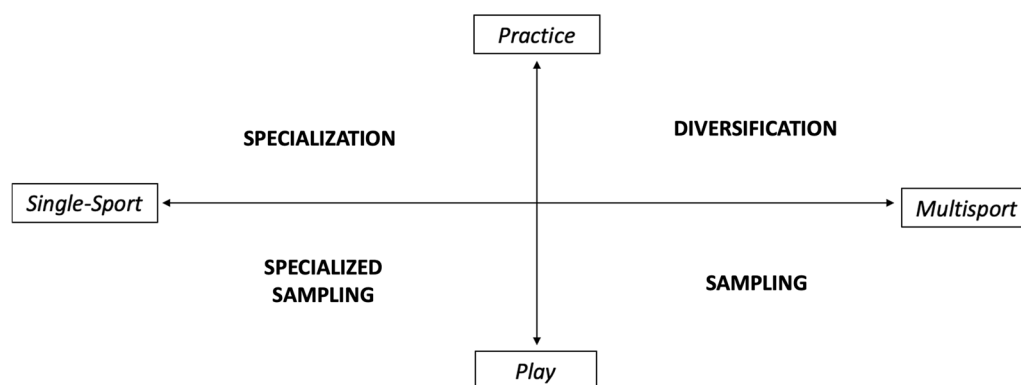 Practice
SPECIALIZATION
DIVERSIFICATION
Single-Sport
Multisport
SPECIALIZED
SAMPLING
SAMPLING
Play